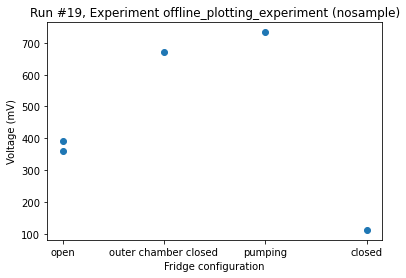 Run #19, Experiment offline_plotting_experiment (nosample)
700
600
500
400
300
200
100
Voltage (mV)
open outer chamber closed pumping closed
Fridge configuration